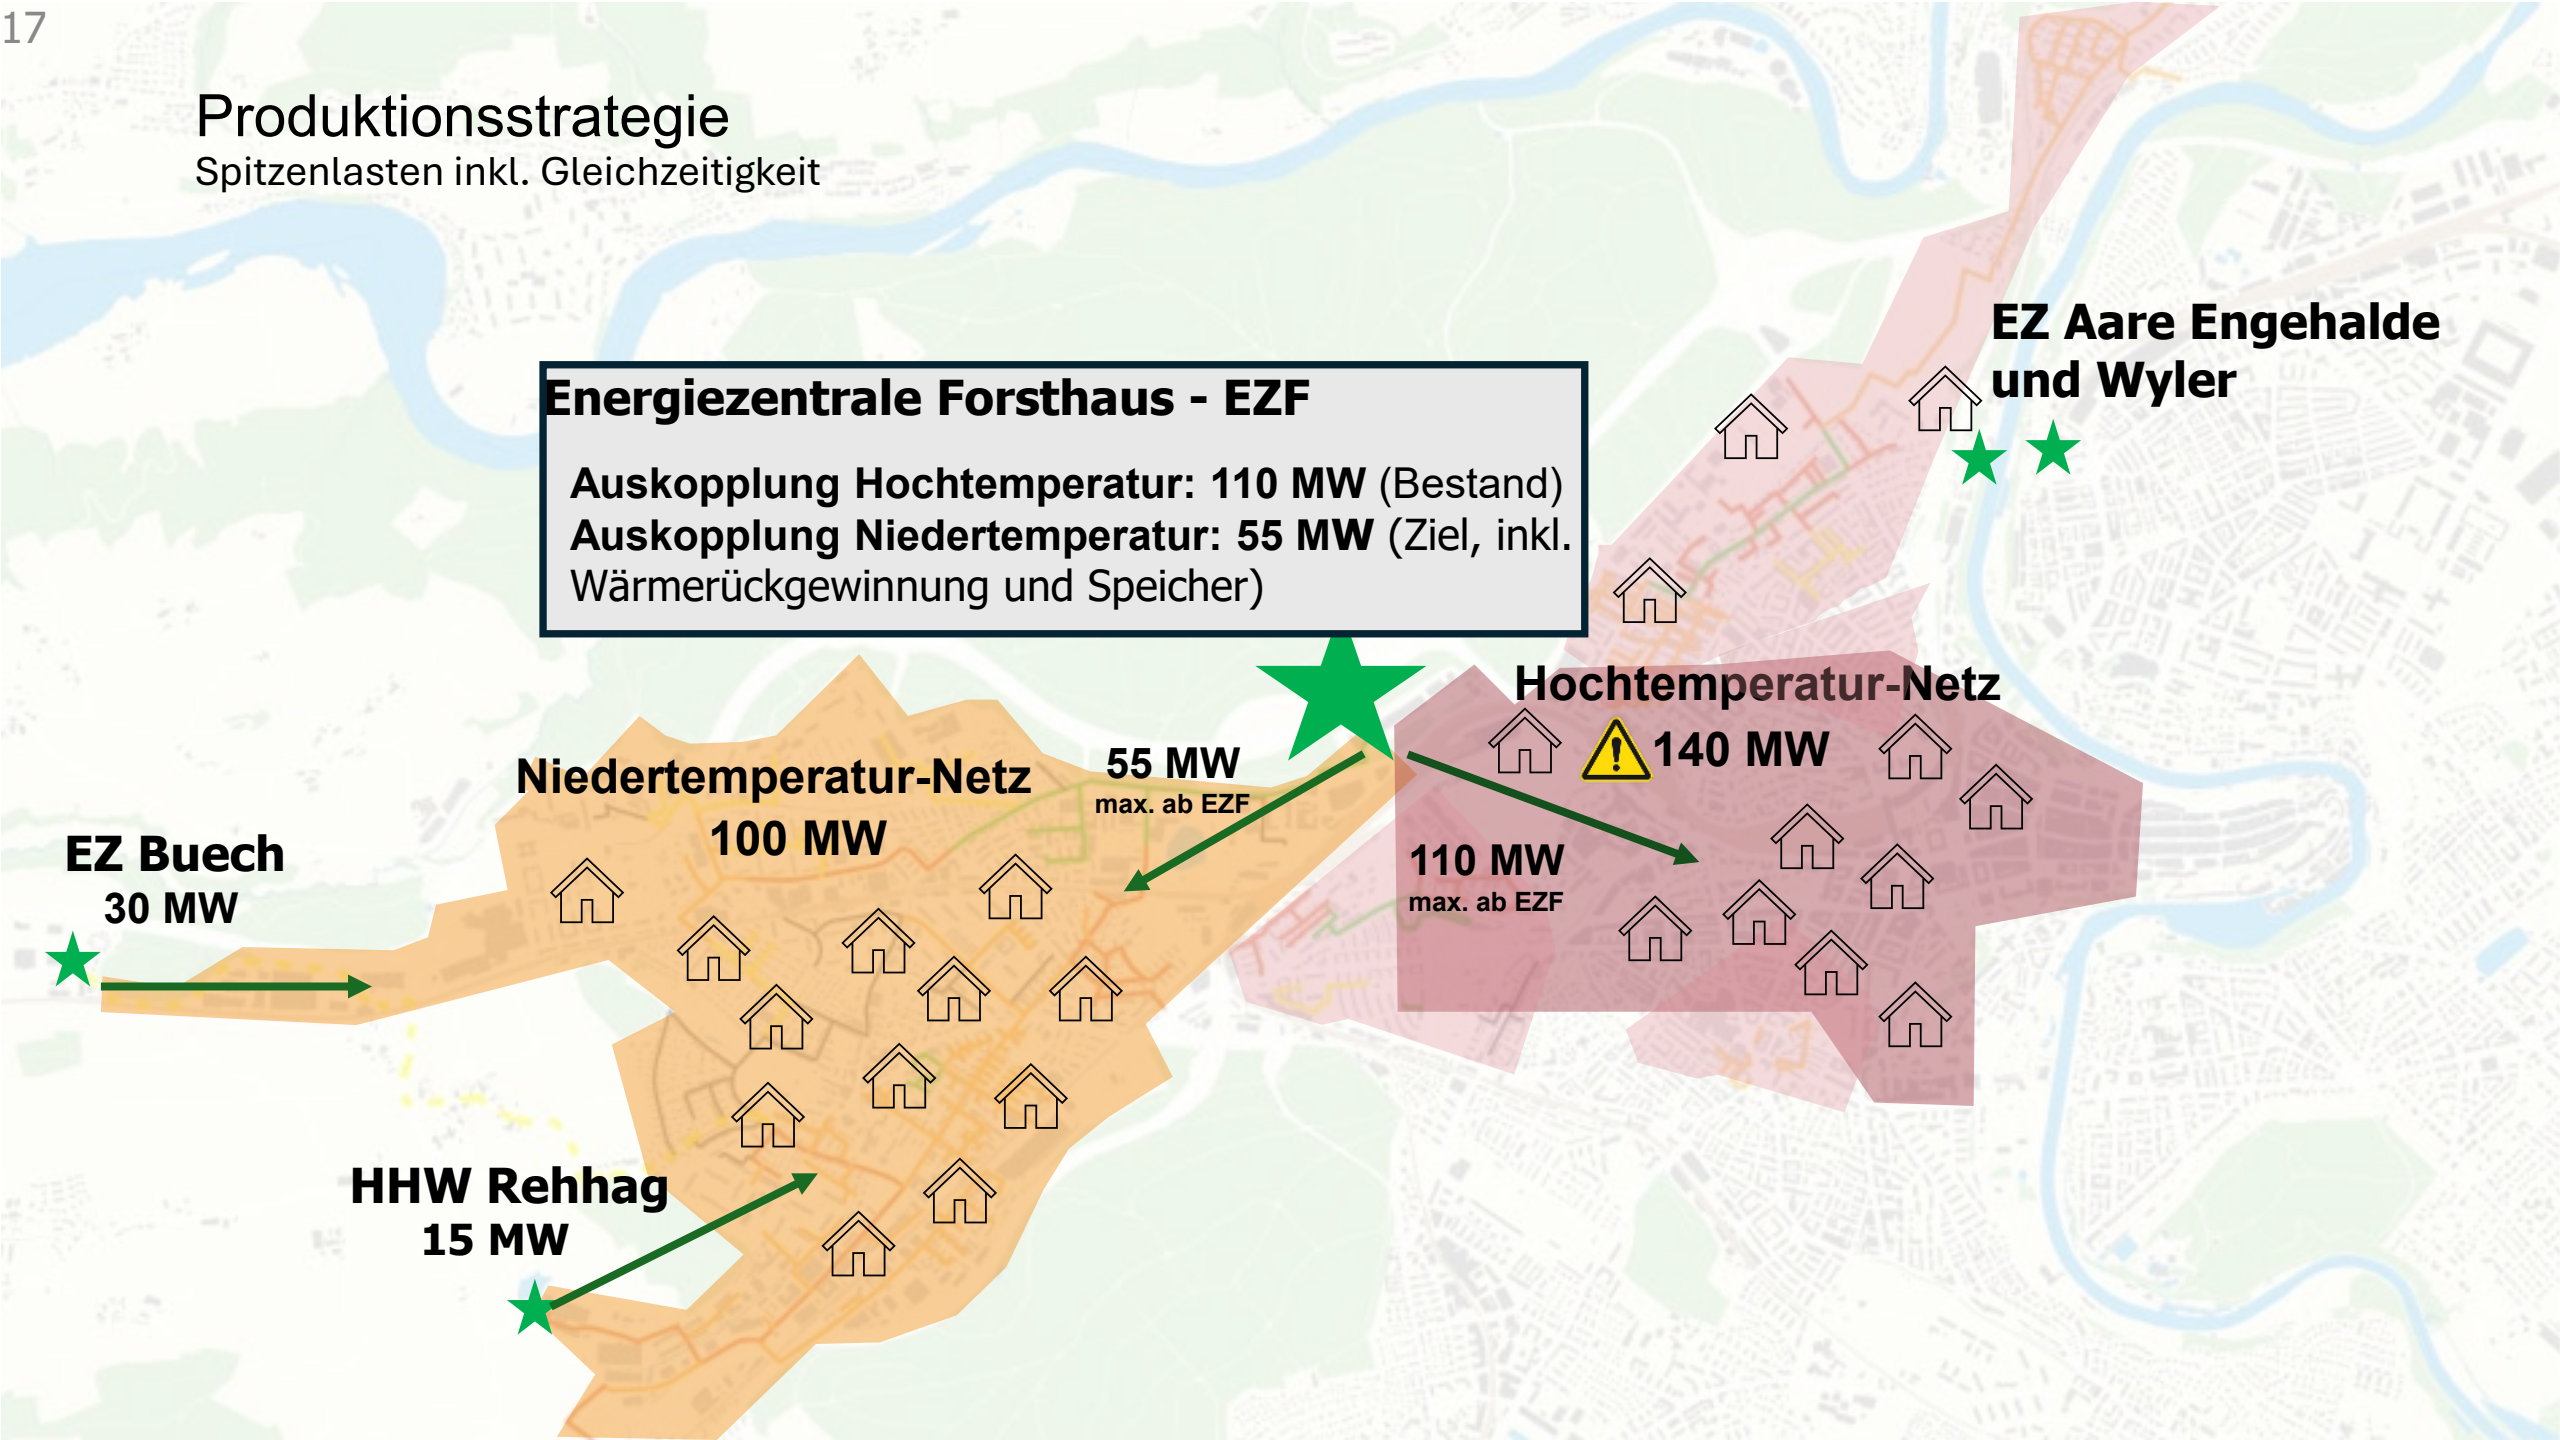 17
Produktionsstrategie
Spitzenlasten inkl. Gleichzeitigkeit
EZ Aare Engehalde
und Wyler
Energiezentrale Forsthaus - EZF
Auskopplung Hochtemperatur: 110 MW (Bestand)
Auskopplung Niedertemperatur: 55 MW (Ziel, inkl.
Wärmerückgewinnung und Speicher)
Hochtemperatur-Netz
140 MW
Niedertemperatur-Netz
100 MW
55 MW
max. ab EZF
110 MW
max. ab EZF
EZ Buech
30 MW
HHW Rehhag
15 MW